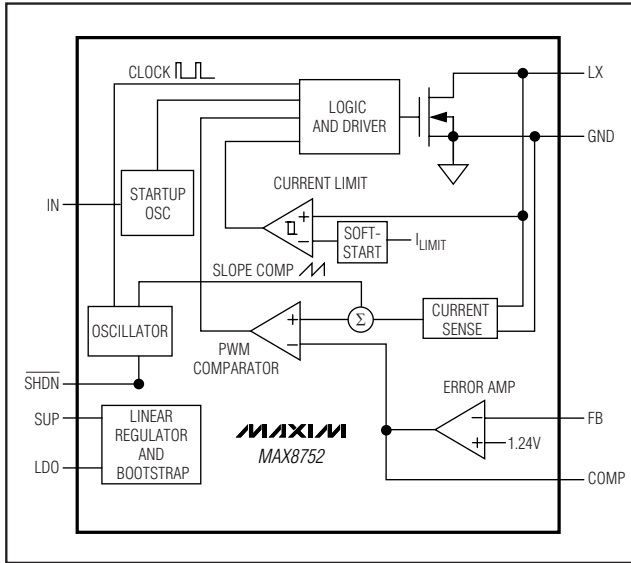 CLOCK
LX
LOGIC
AND DRIVER
GND
STARTUP
OSC
IN
CURRENT LIMIT
+
−
SOFT-
START
ILIMIT
SLOPE COMP
OSCILLATOR
+
−
Σ
CURRENT
SENSE
PWM
COMPARATOR
SHDN
ERROR AMP
SUP
LINEAR
REGULATOR
AND
BOOTSTRAP
LDO
MAXIM
MAX8752
−
+
1.24V
FB
COMP